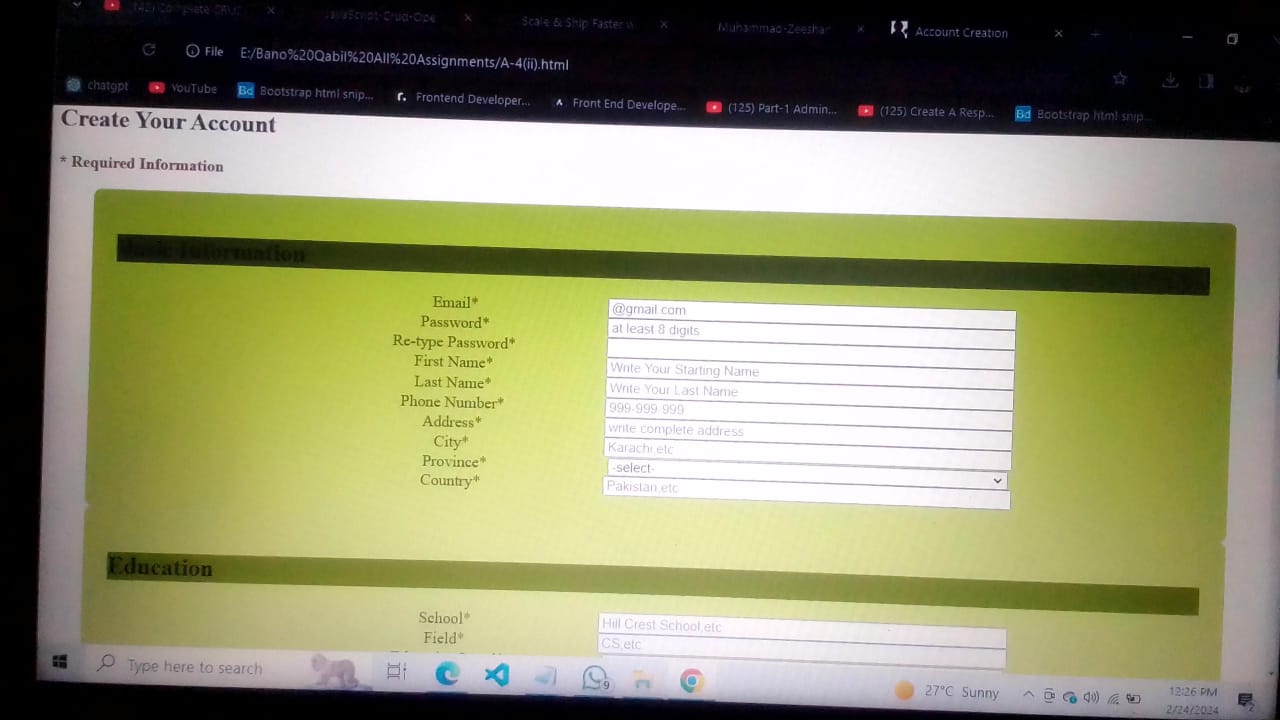 (142) Complete CRUD
JavaScript-Crud-Ope
Scale & Ship Faster w
Muhammad-Zeeshan
Account Creation
File E:/Bano%20Qabil%20All%20Assignments/A-4(ii).html
chatgpt YouTube Bd Bootstrap html snip... Frontend Developer... Front End Develope... (125) Part-1 Admin... (125) Create A Resp... Bd Bootstrap html snip...
Create Your Account
* Required Information
Basic Information
Email* @gmail.com
Password* at least 8 digits
Re-type Password*
First Name* Write Your Starting Name
Last Name* Write Your Last Name
Phone Number* 999-999 999
Address* write complete address
City* Karachi,etc
Province* -select-
Country* Pakistan,etc
Education
School* Hill Crest School,etc
Field* CS,etc
Type here to search
9
27°C Sunny
12:26 PM
2/24/2024
2